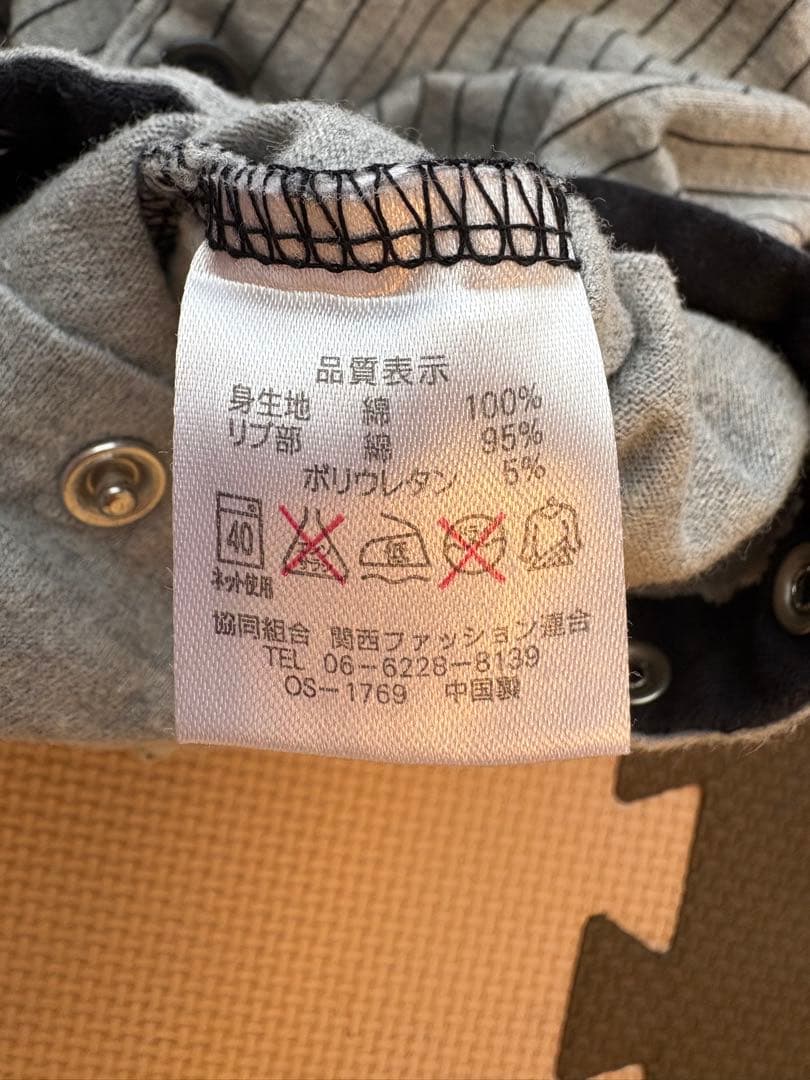 品質表示
身生地 綿 100%
リブ部 綿 95%
ポリウレタン 5%
40 低
ネット使用
協同組合 関西ファッション連合
TEL 06-6228-8139
OS-1769 中国製